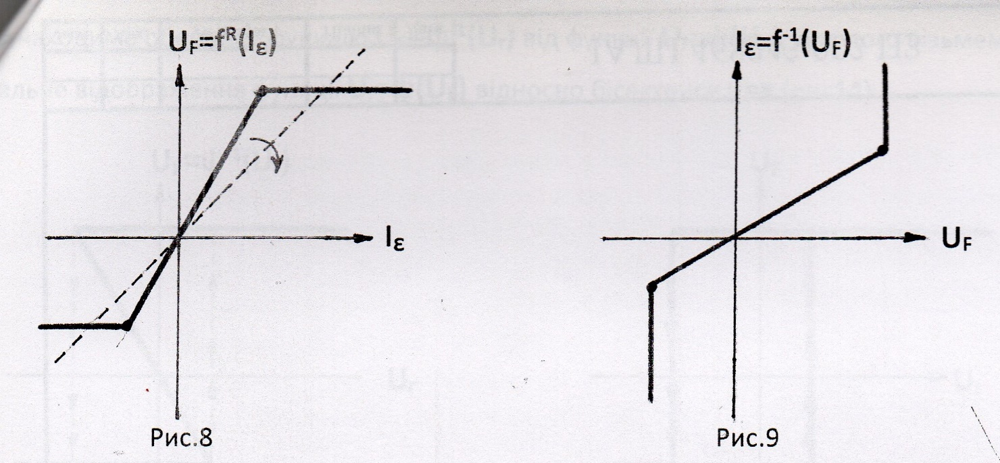 U_F=f^R(I_ε)
I_ε=f^-1(U_F)
I_ε
U_F
Рис.8
Рис.9